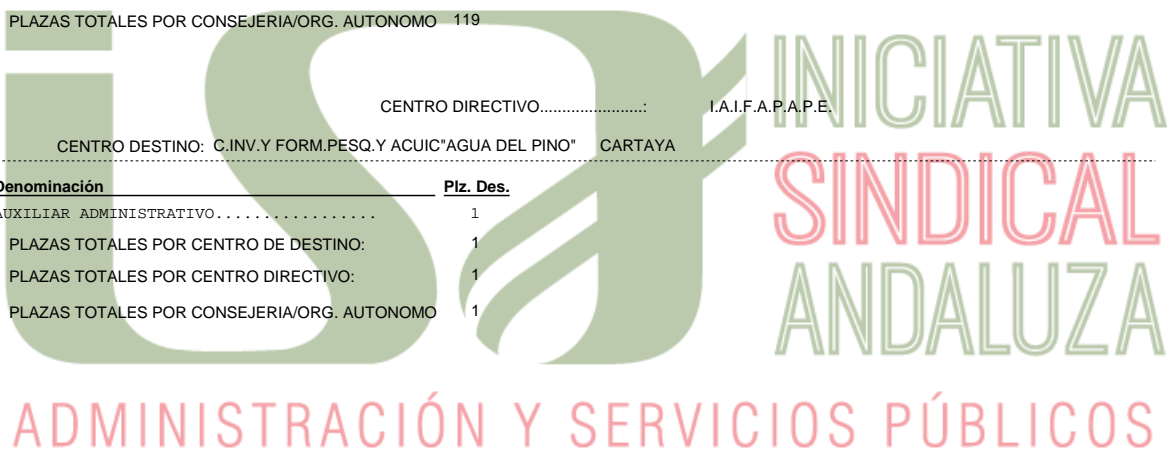 PLAZAS TOTALES POR CONSEJERIA/ORG. AUTONOMO 119
CENTRO DIRECTIVO.......................: I.A.I.F.A.P.A.P.E.
CENTRO DESTINO: C.INV.Y FORM.PESQ.Y ACUIC"AGUA DEL PINO" CARTAYA
Denominación Plz. Des.
AUXILIAR ADMINISTRATIVO................. 1
PLAZAS TOTALES POR CENTRO DE DESTINO: 1
PLAZAS TOTALES POR CENTRO DIRECTIVO: 1
PLAZAS TOTALES POR CONSEJERIA/ORG. AUTONOMO 1
isa
INICIATIVA
SINDICAL
ANDALUZA
ADMINISTRACIÓN Y SERVICIOS PÚBLICOS